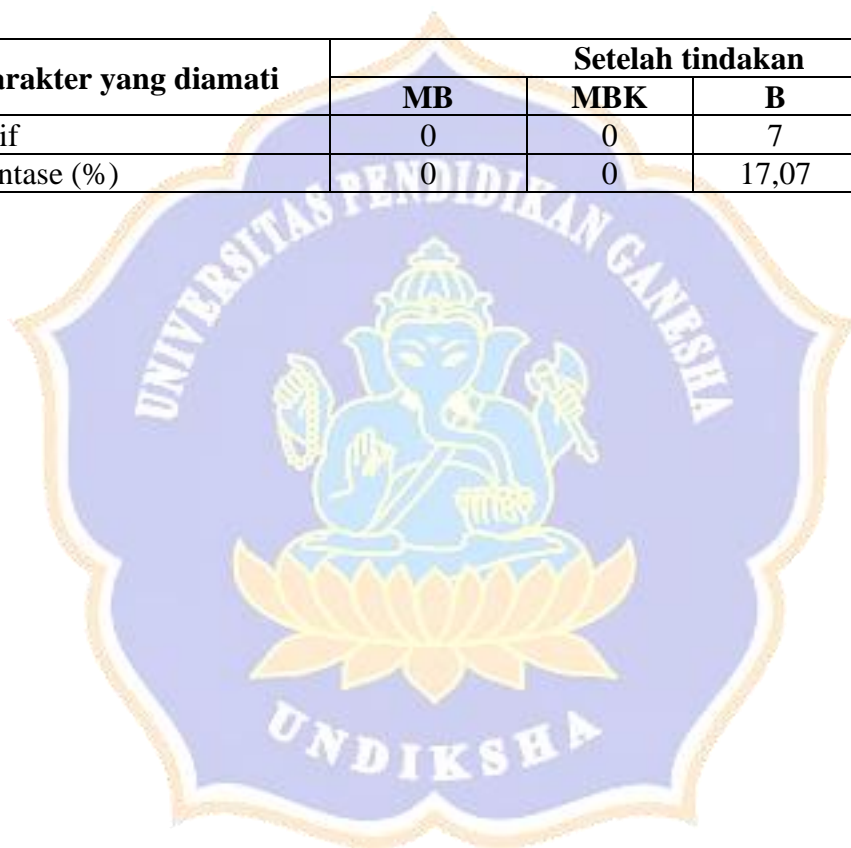 arakter yang diamati Setelah tindakan
MB MBK B
if 0 0 7
ntase (%) 0 0 17,07
UNIVERSITAS PENDIDIKAN GANESHA
UNDIKSHA